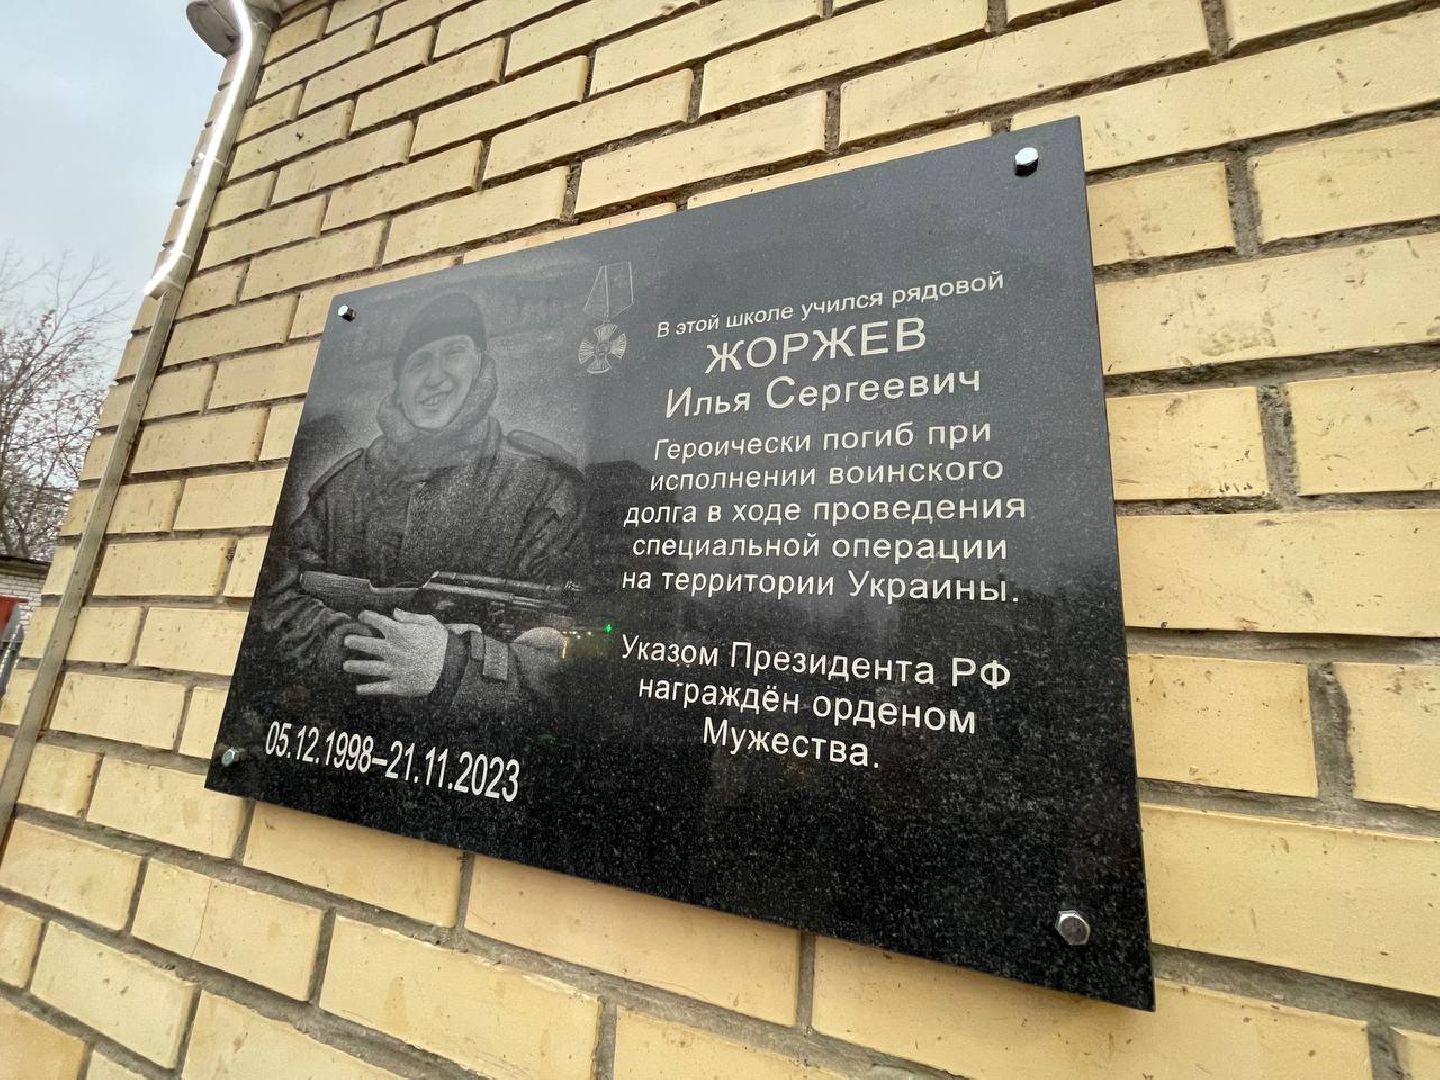 В этой школе учился рядовой
ЖОРЖЕВ
Илья Сергеевич
Героически погиб при
исполнении воинского
долга в ходе проведения
специальной операции
на территории Украины.
Указом Президента РФ
награждён орденом
Мужества.
05.12.1998–21.11.2023